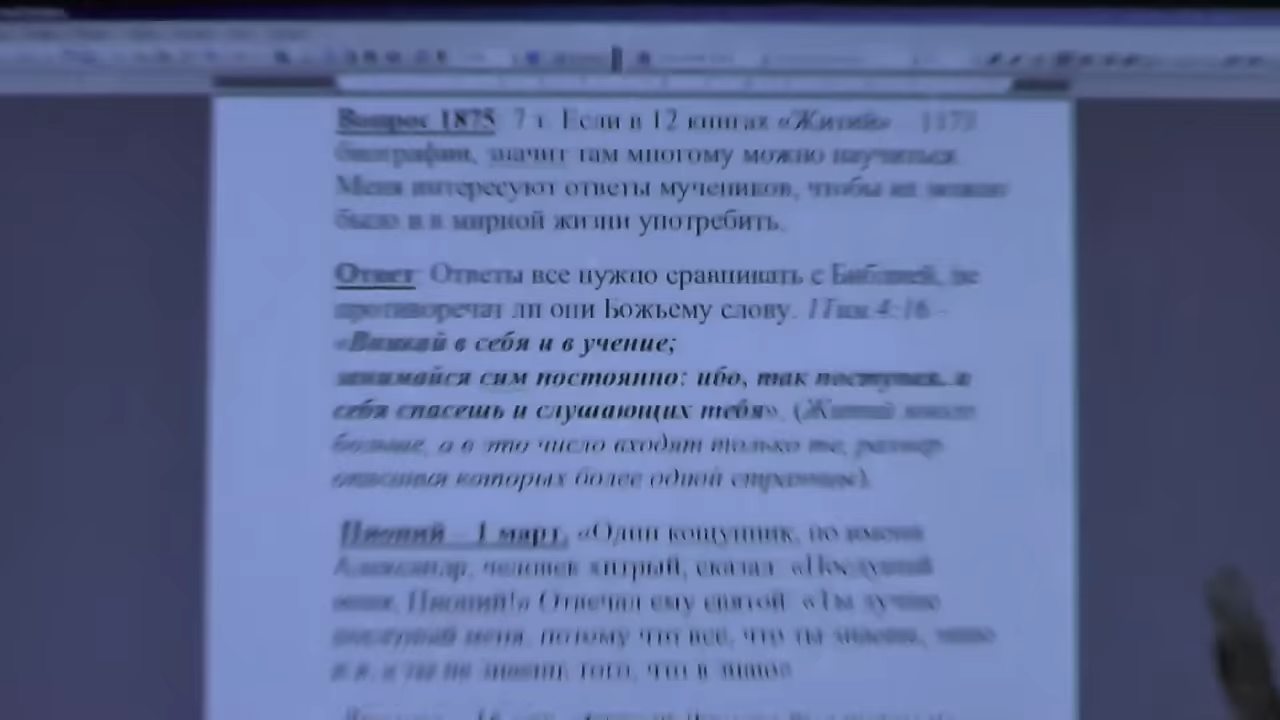 Вопрос 1875 7 т. Если в 12 книгах «Житий» - 1173
биографии, значит там многому можно научиться.
Меня интересуют ответы мучеников, чтобы их можно
было и в мирной жизни употребить.
Ответ Ответы все нужно сравнивать с Библией, не
противоречат ли они Божьему слову. 1Тим.4:16 -
«Вникай в себя и в учение;
занимайся сим постоянно: ибо, так поступая, и
себя спасешь и слушающих тебя». (Житий много
больше, а в это число входят только те, размер
описания которых более одной страницы).
Пионий – 1 март. «Один кощунник, по имени
Александр, человек хитрый, сказал: «Послушай
меня, Пионий!» Отвечал ему святой: «Ты лучше
послушай меня, потому что все, что ты знаешь, знаю
и я, а ты не знаешь того, что я знаю»